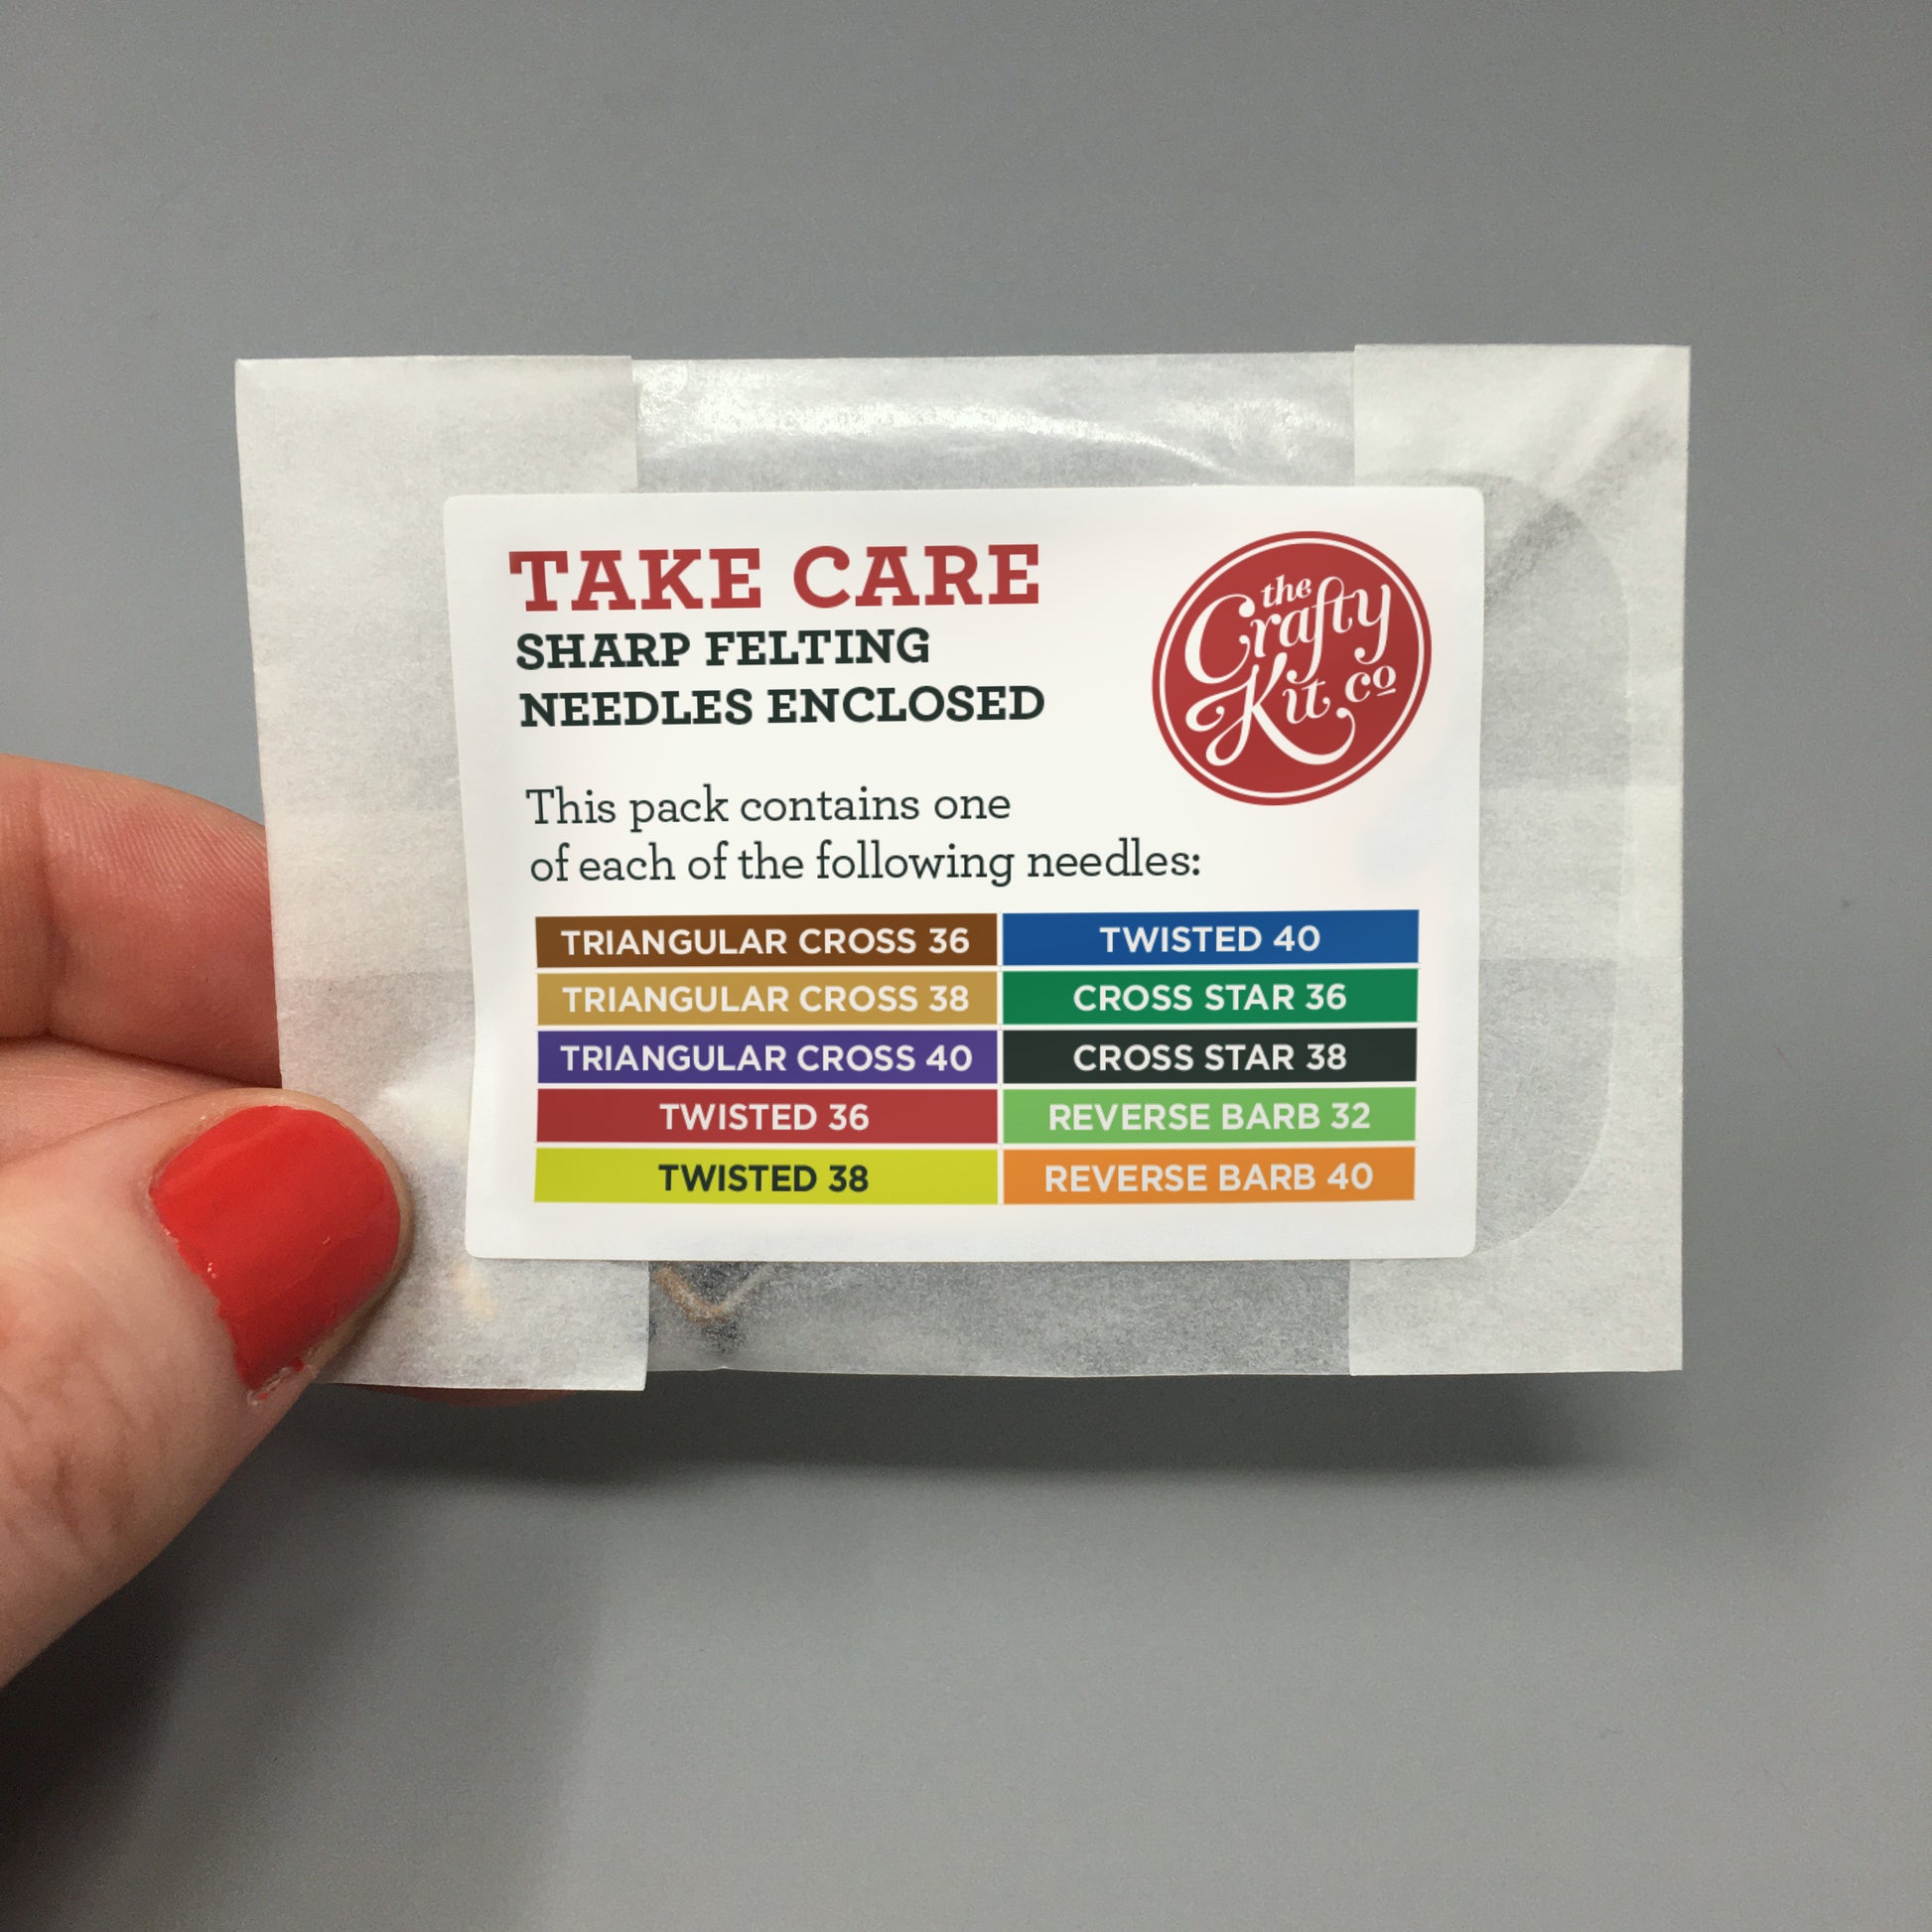 TAKE CARE
SHARP FELTING
NEEDLES ENCLOSED
the
Crafty
Kit co
This pack contains one
of each of the following needles:
TRIANGULAR CROSS 36
TRIANGULAR CROSS 38
TRIANGULAR CROSS 40
TWISTED 36
TWISTED 38
TWISTED 40
CROSS STAR 36
CROSS STAR 38
REVERSE BARB 32
REVERSE BARB 40